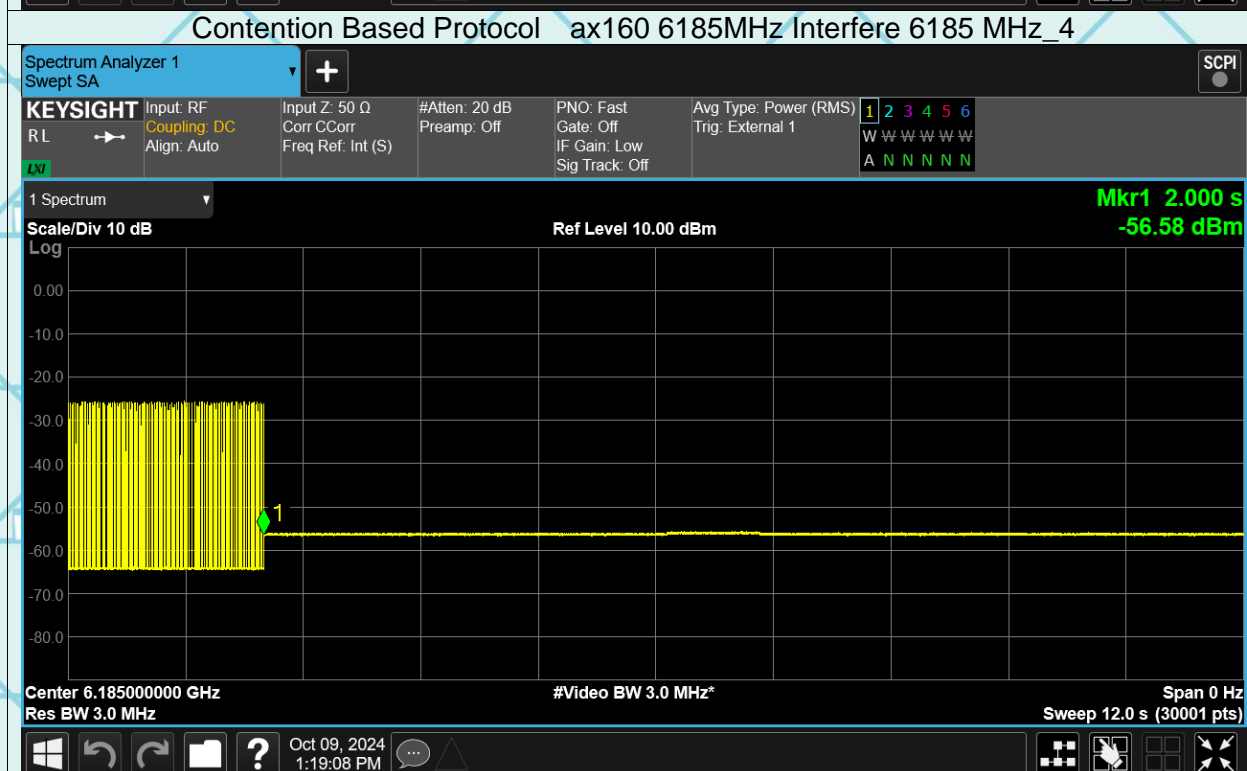 Contention Based Protocol ax160 6185MHz Interfere 6185 MHz_4
Spectrum Analyzer 1
Swept SA
SCPI
KEYSIGHT
RL
LXI
Input: RF
Coupling: DC
Align: Auto
Input Z: 50 Ω
Corr CCorr
Freq Ref: Int (S)
#Atten: 20 dB
Preamp: Off
PNO: Fast
Gate: Off
IF Gain: Low
Sig Track: Off
Avg Type: Power (RMS)
Trig: External 1
1 2 3 4 5 6
W W W W W W
A N N N N N
1 Spectrum
Mkr1 2.000 s
-56.58 dBm
Scale/Div 10 dB
Ref Level 10.00 dBm
Log
0.00
-10.0
-20.0
-30.0
-40.0
-50.0
-60.0
-70.0
-80.0
1
Center 6.185000000 GHz
#Video BW 3.0 MHz*
Span 0 Hz
Res BW 3.0 MHz
Sweep 12.0 s (30001 pts)
?
Oct 09, 2024
1:19:08 PM